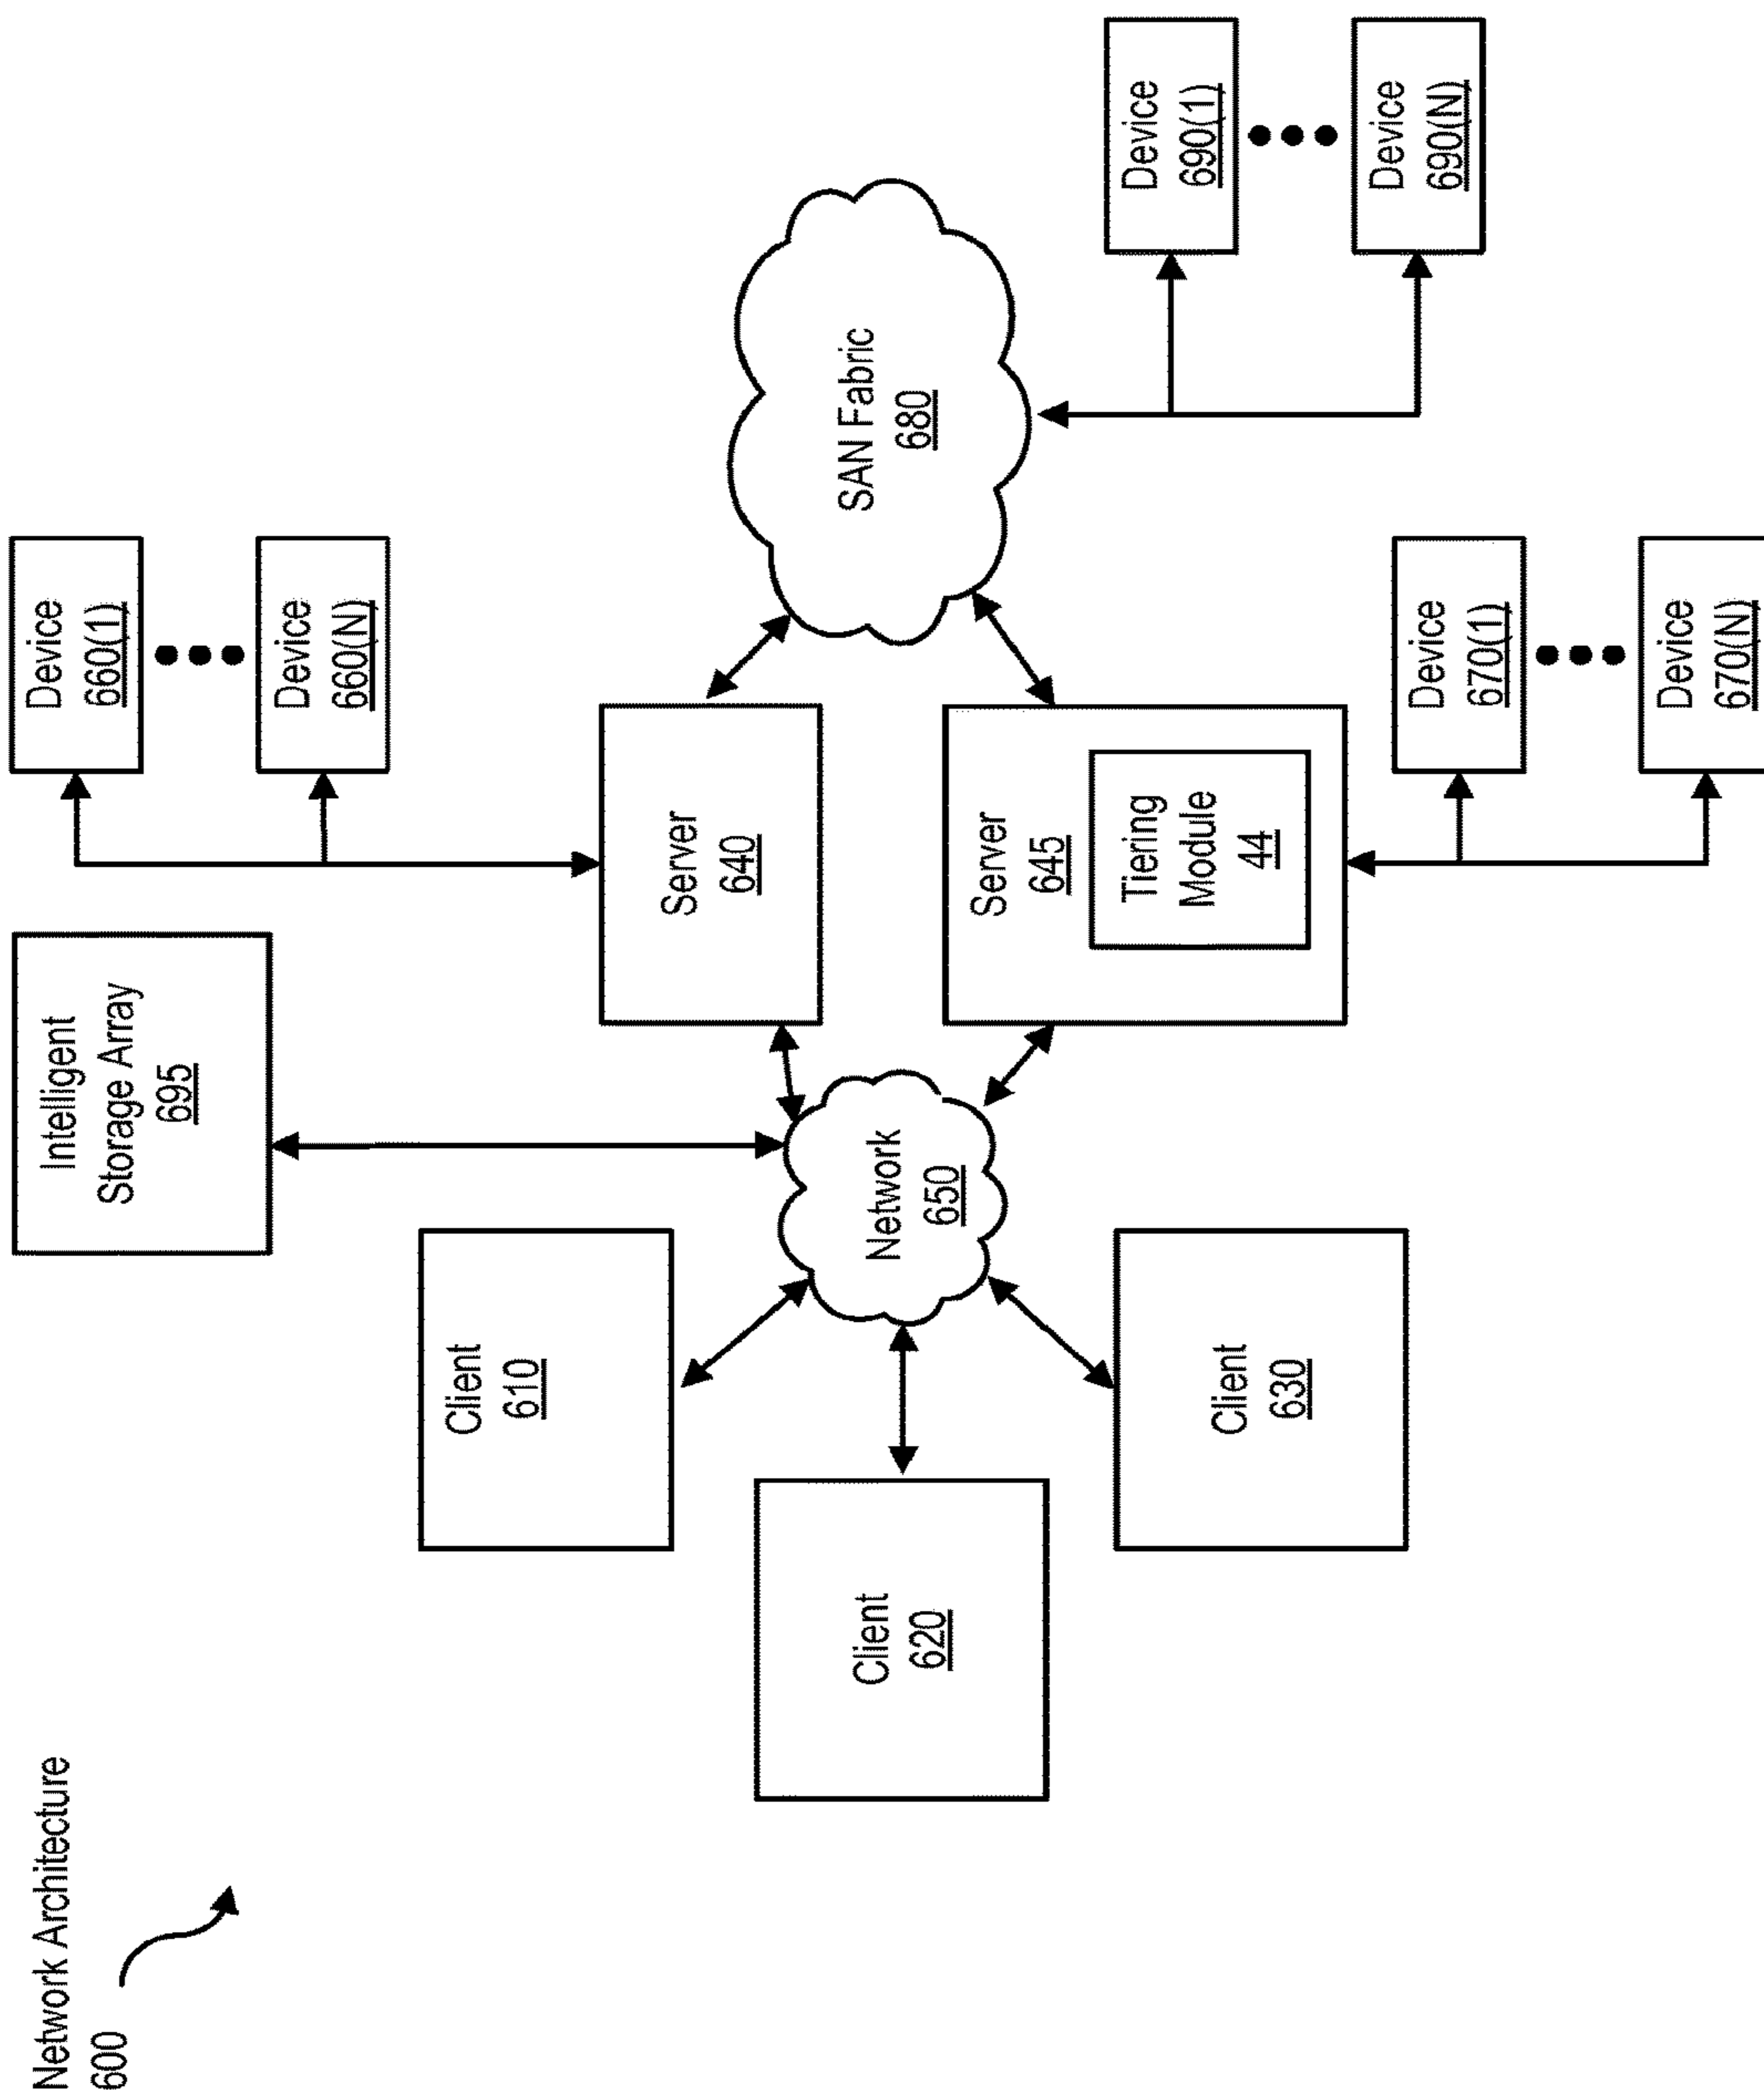 Network Architecture
600
Intelligent
Storage Array
695
Device
660(1)
Device
660(N)
Client
610
Server
640
Client
620
Network
650
SAN Fabric
680
Server
645
Tiering
Module
44
Client
630
Device
690(1)
Device
690(N)
Device
670(1)
Device
670(N)